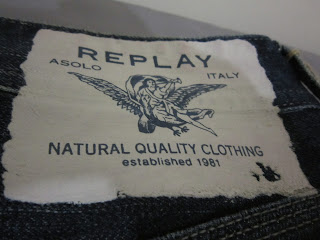 REPLAY
ASOLO ITALY
NATURAL QUALITY CLOTHING
established 1981